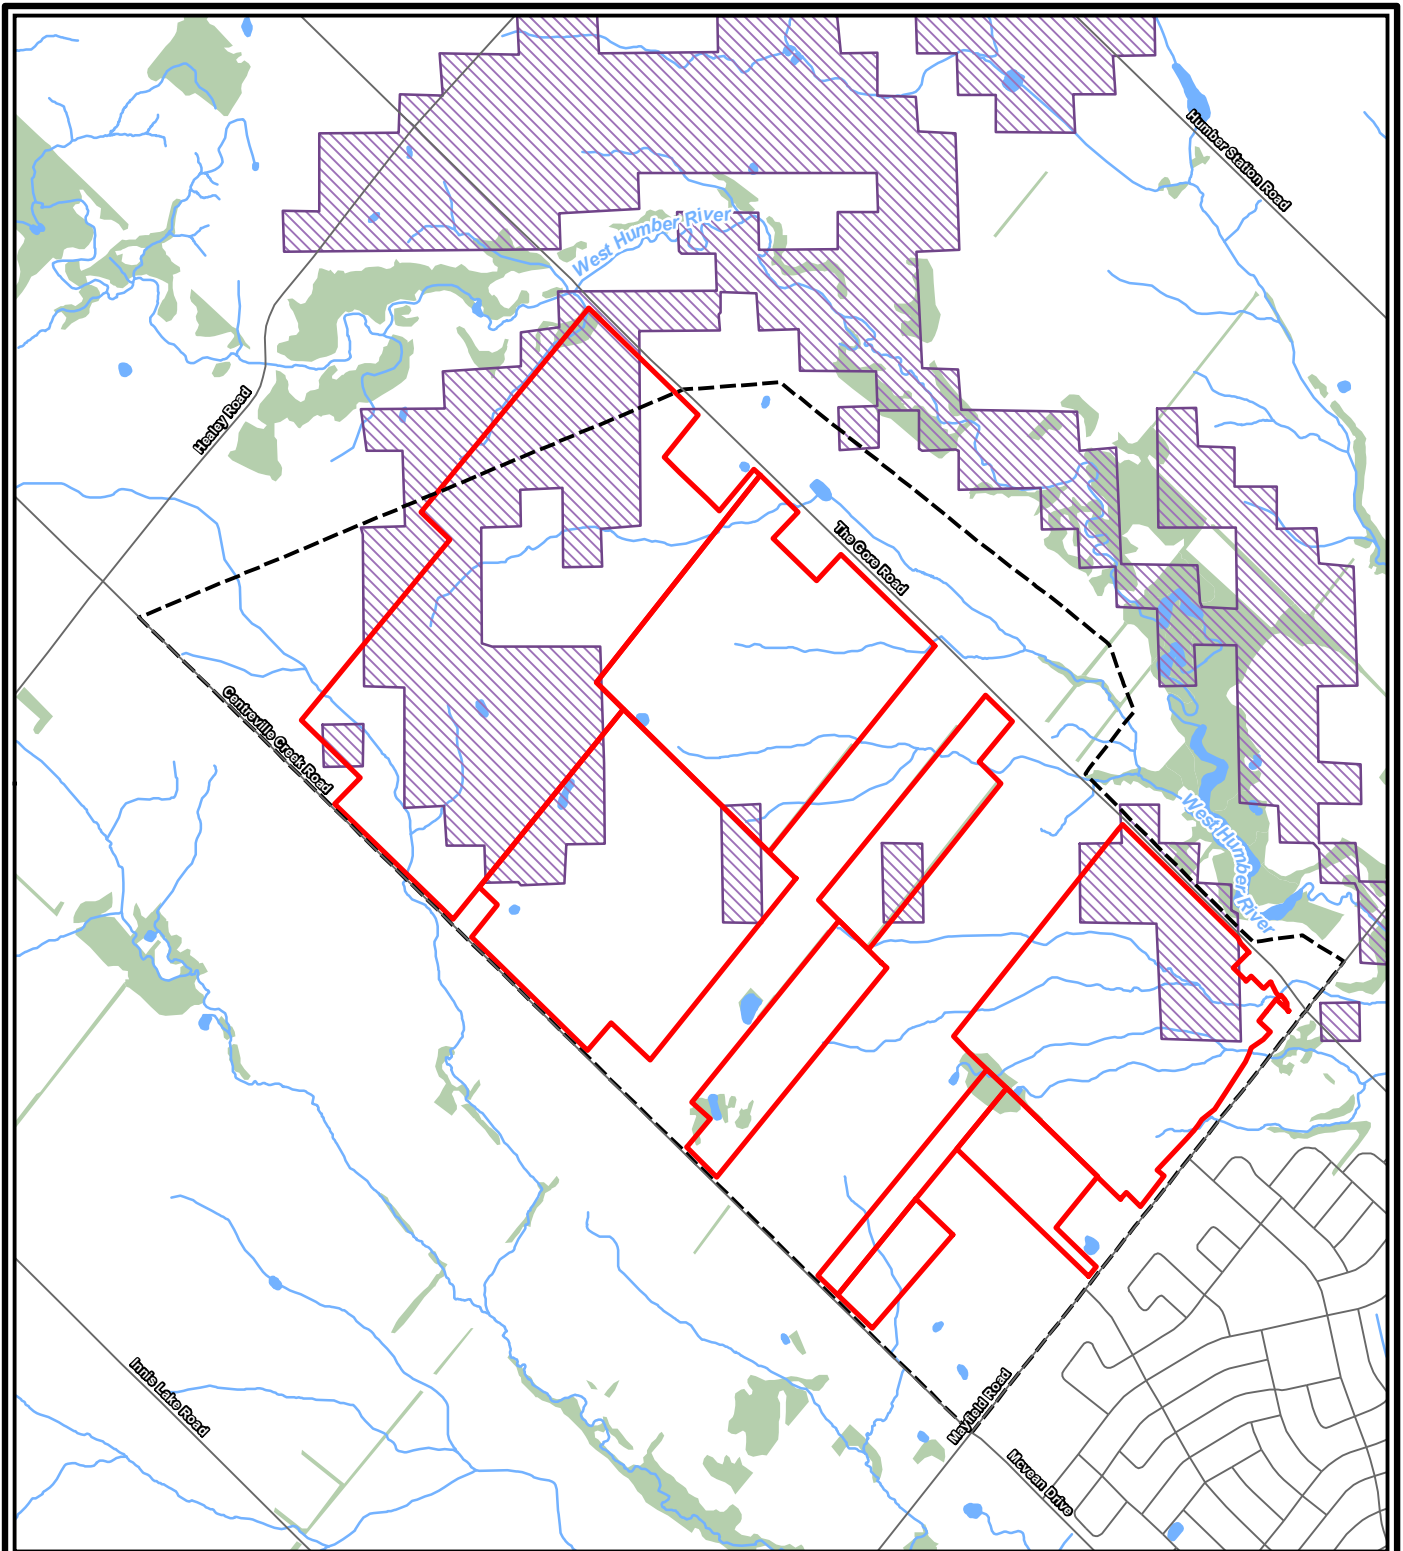 Humber Station Road
West Humber River
Healey Road
The Gore Road
Centreville Creek Road
West Humber River
Innis Lake Road
Mayfield Road
Mcvean Drive